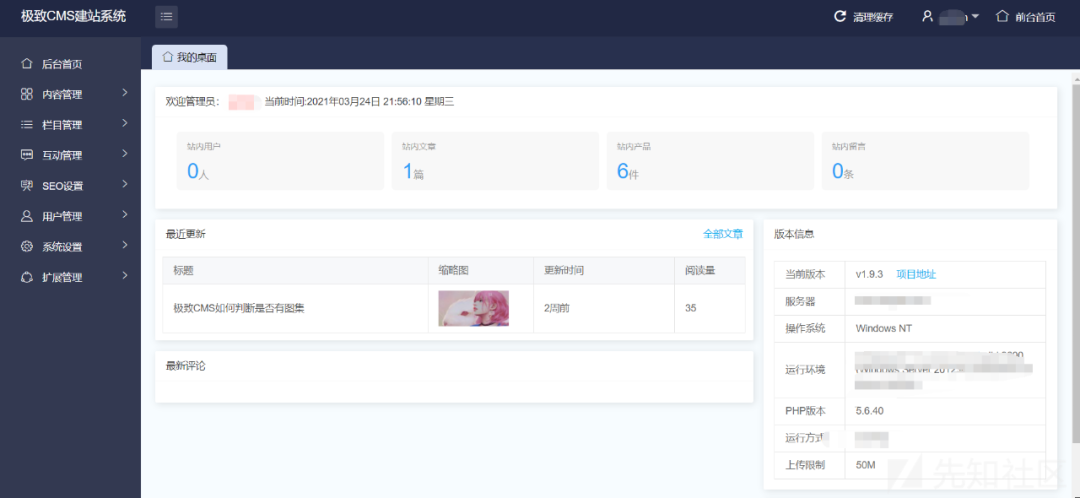 极致CMS建站系统
清理缓存
前台首页
后台首页
内容管理
栏目管理
互动管理
SEO设置
用户管理
系统设置
扩展管理
我的桌面
欢迎管理员： 当前时间:2021年03月24日 21:56:10 星期三
站内用户
0人
站内文章
1篇
站内产品
6件
站内留言
0条
最近更新 全部文章
标题 缩略图 更新时间 阅读量
极致CMS如何判断是否有图集 2周前 35
最新评论
版本信息
当前版本 v1.9.3 项目地址
服务器
操作系统 Windows NT
运行环境
PHP版本 5.6.40
运行方式
上传限制 50M
先知社区